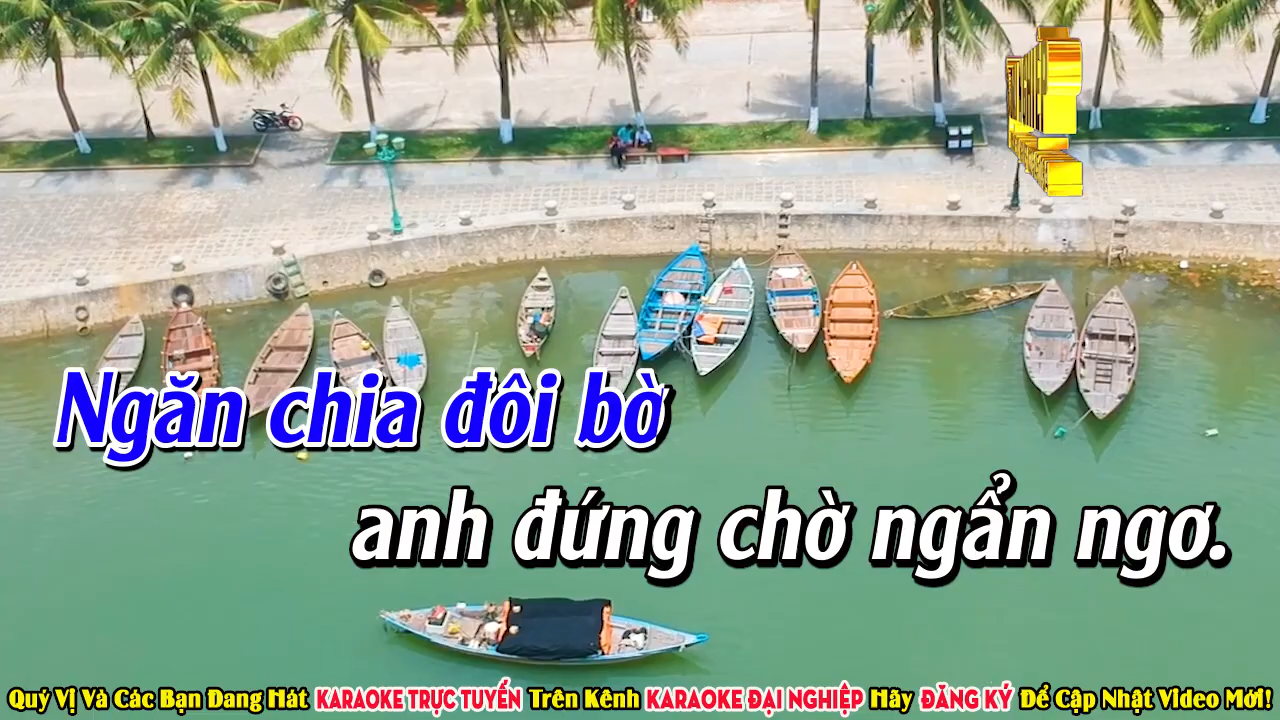 Ngăn chia đôi bờ
anh đứng chờ ngẩn ngơ.
Quý Vị Và Các Bạn Đang Hát KARAOKE TRỰC TUYẾN Trên Kênh KARAOKE ĐẠI NGHIỆP Hãy ĐĂNG KÝ Để Cập Nhật Video Mới!